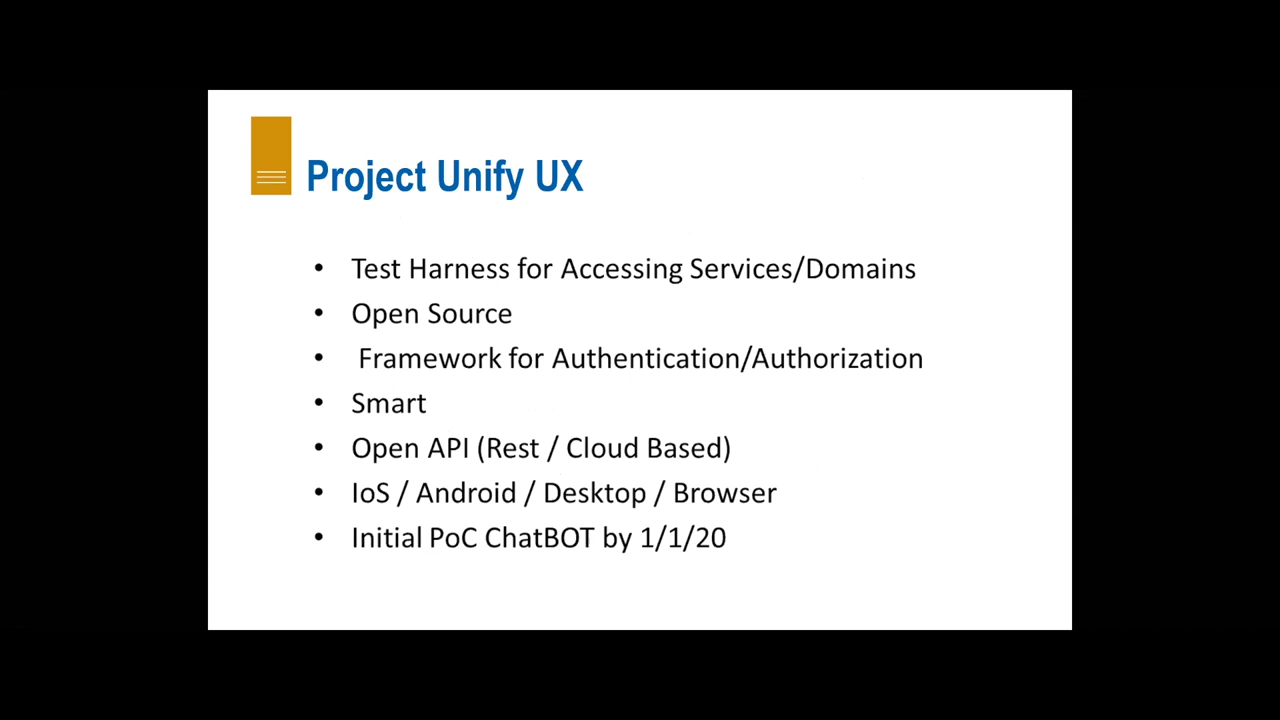 Project Unify UX
• Test Harness for Accessing Services/Domains
• Open Source
• Framework for Authentication/Authorization
• Smart
• Open API (Rest / Cloud Based)
• IoS / Android / Desktop / Browser
• Initial PoC ChatBOT by 1/1/20